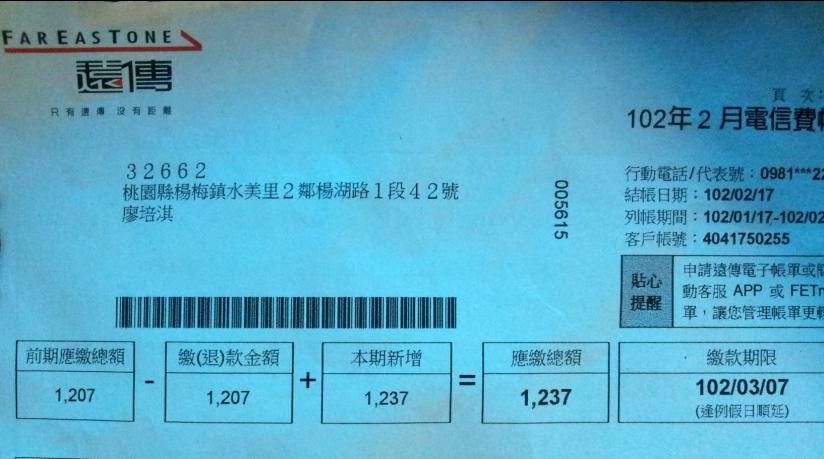 FAREASTONE
遠傳
只有遠傳 沒有距離
頁 次:
102年2月電信費帳
32662
桃園縣楊梅鎮水美里2鄰楊湖路1段42號
廖培淇
005615
行動電話/代表號:0981***22
結帳日期:102/02/17
列帳期間:102/01/17-102/02
客戶帳號:4041750255
貼心
提醒
申請遠傳電子帳單或簡
動客服 APP 或 FETn
單,讓您管理帳單更輕
前期應繳總額
1,207
-
繳(退)款金額
1,207
+
本期新增
1,237
=
應繳總額
1,237
繳款期限
102/03/07
(逢例假日順延)